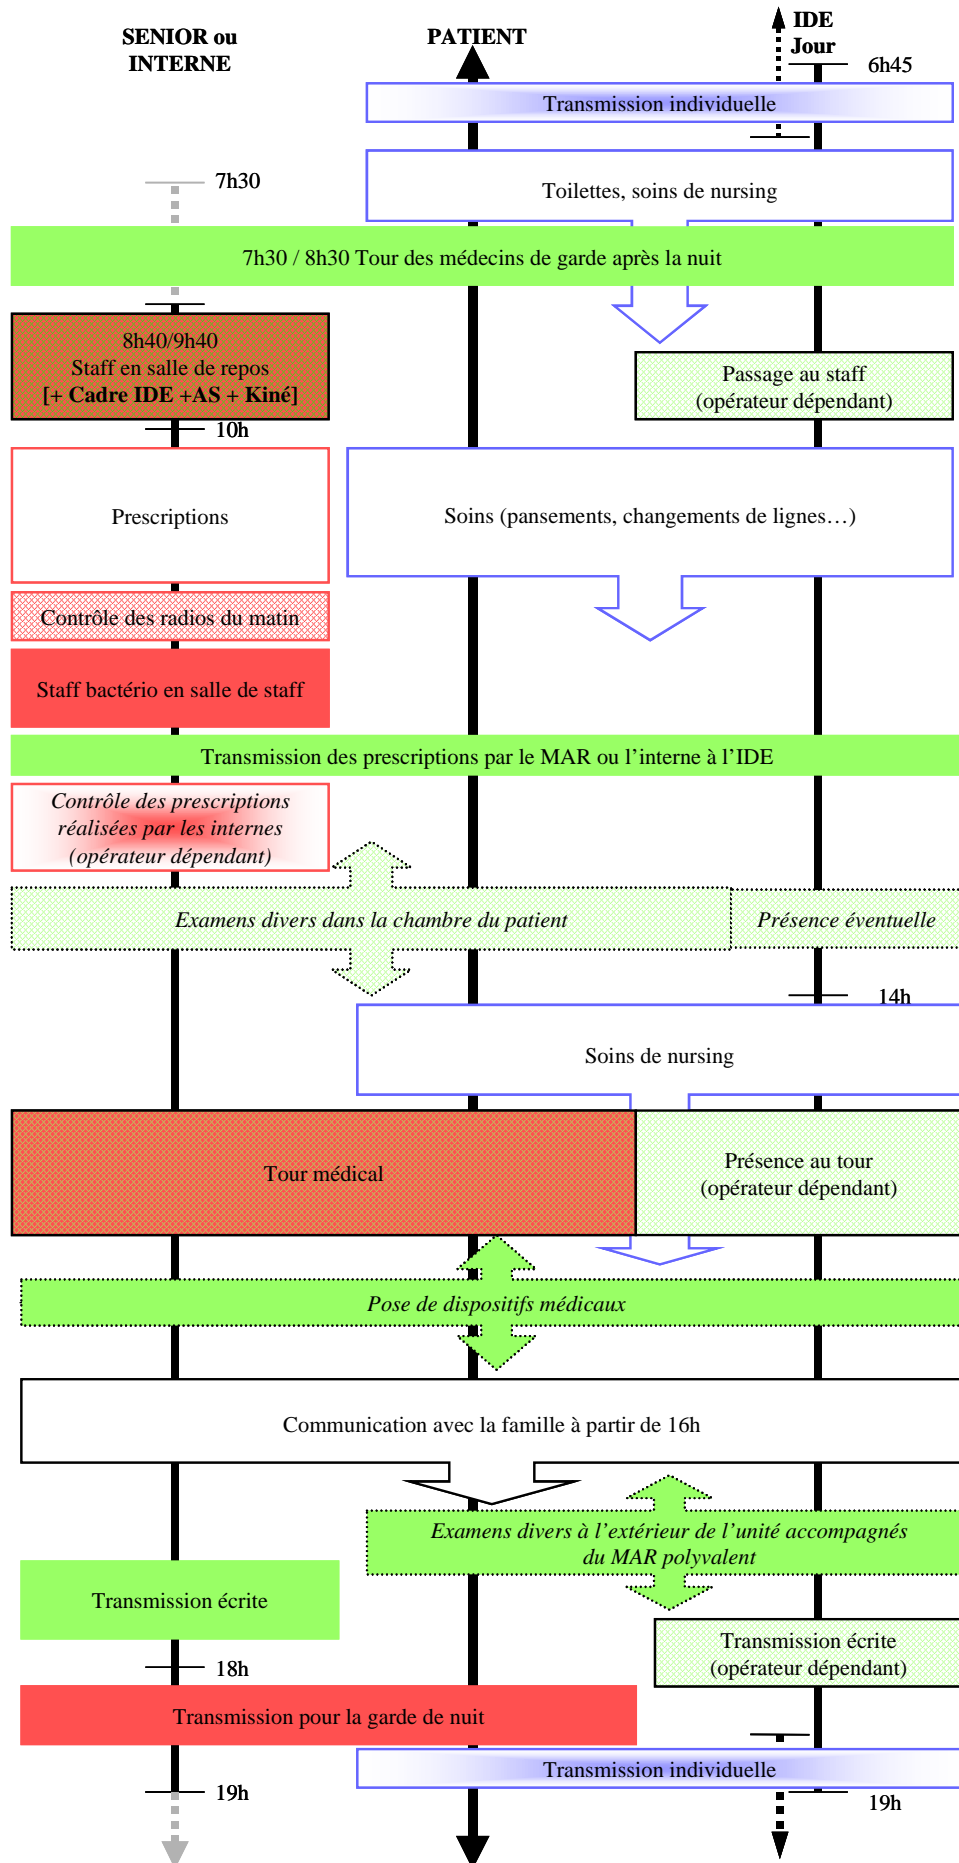 SENIOR ou
INTERNE
PATIENT
IDE
Jour
6h45
Transmission individuelle
7h30
Toilettes, soins de nursing
7h30 / 8h30 Tour des médecins de garde après la nuit
8h40/9h40
Staff en salle de repos
[+ Cadre IDE +AS + Kiné]
Passage au staff
(opérateur dépendant)
10h
Prescriptions
Soins (pansements, changements de lignes…)
Contrôle des radios du matin
Staff bactério en salle de staff
Transmission des prescriptions par le MAR ou l’interne à l’IDE
Contrôle des prescriptions
réalisées par les internes
(opérateur dépendant)
Examens divers dans la chambre du patient
Présence éventuelle
14h
Soins de nursing
Tour médical
Présence au tour
(opérateur dépendant)
Pose de dispositifs médicaux
Communication avec la famille à partir de 16h
Examens divers à l’extérieur de l’unité accompagnés
du MAR polyvalent
Transmission écrite
Transmission écrite
(opérateur dépendant)
18h
Transmission pour la garde de nuit
Transmission individuelle
19h
19h